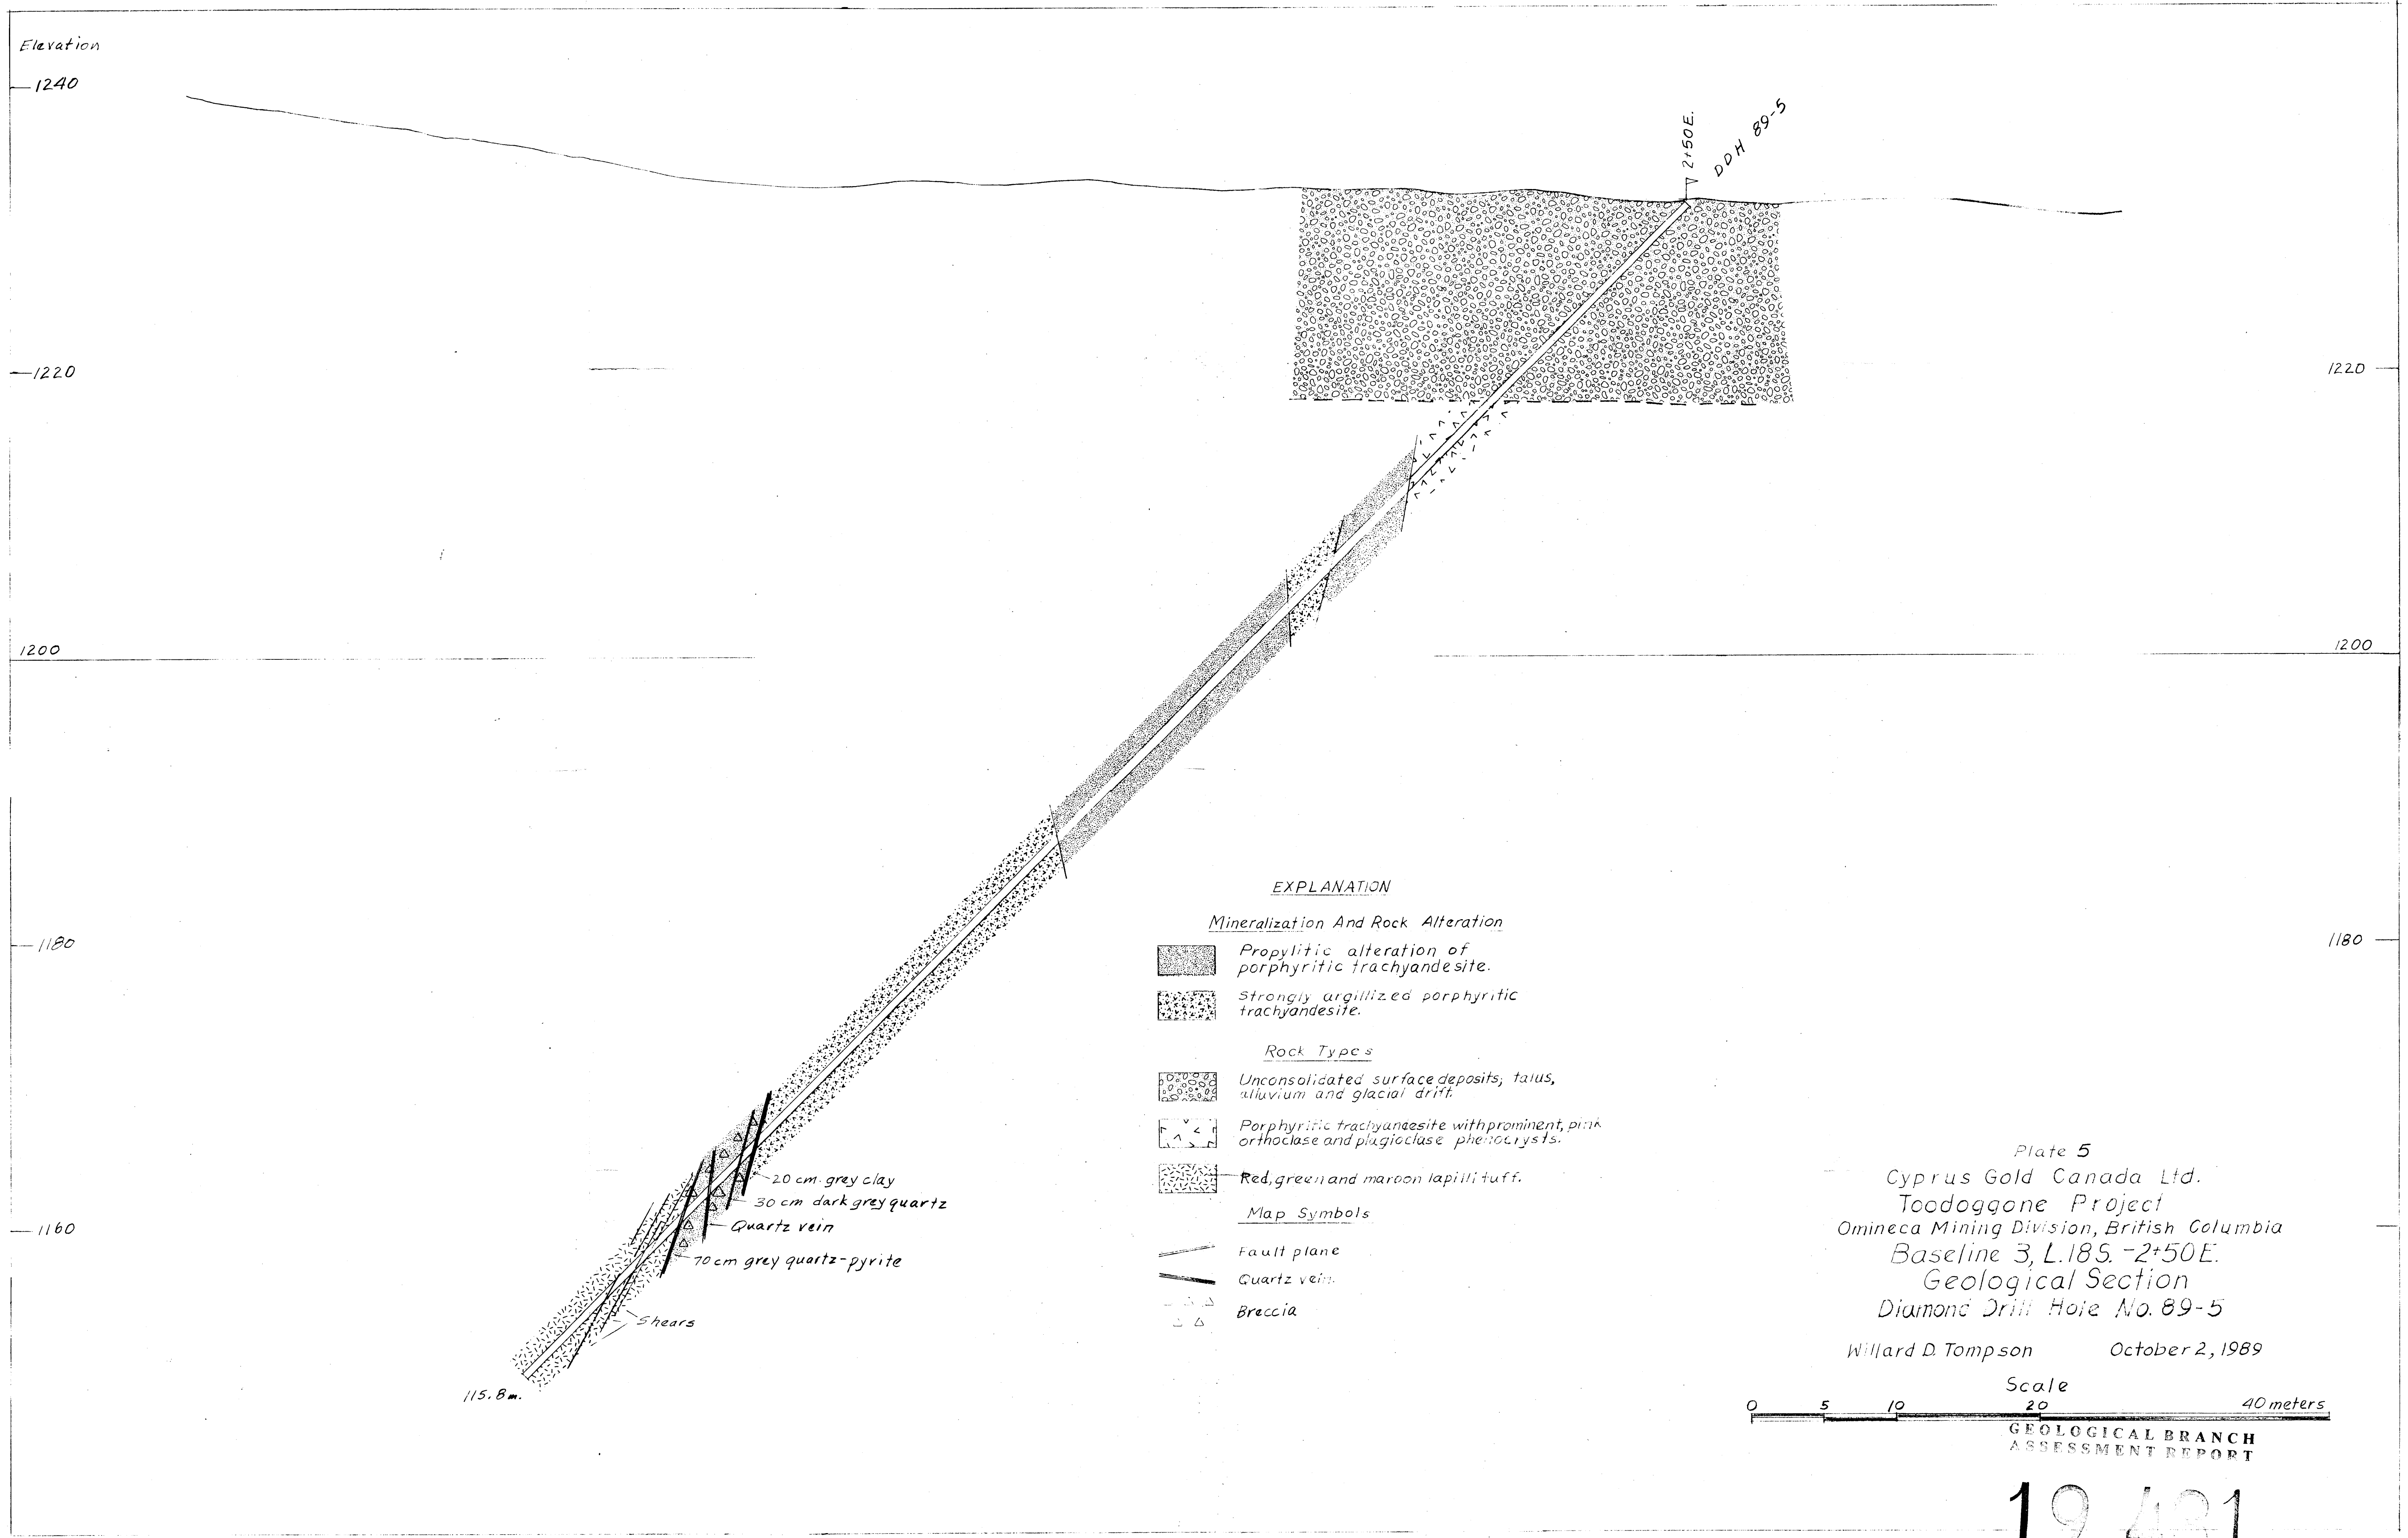 Elevation
1240
2+50E.
DDH 89-5
1220
1220
1200
1200
1180
1180
1160
20 cm. grey clay
30 cm dark grey quartz
Quartz vein
70 cm grey quartz-pyrite
Shears
115.8 m.
EXPLANATION
Mineralization And Rock Alteration
Propylitic alteration of
porphyritic trachyandesite.
Strongly argillized porphyritic
trachyandesite.
Rock Types
Unconsolidated surface deposits; talus,
alluvium and glacial drift.
Porphyritic trachyandesite with prominent, pink
orthoclase and plagioclase phenocrysts.
Red, green and maroon lapilli tuff.
Map Symbols
Fault plane
Quartz vein.
Breccia
Plate 5
Cyprus Gold Canada Ltd.
Toodoggone Project
Omineca Mining Division, British Columbia
Baseline 3, L.18S. - 2+50E.
Geological Section
Diamond Drill Hole No. 89-5
Willard D. Tompson October 2, 1989
Scale
0 5 10 20 40 meters
GEOLOGICAL BRANCH
ASSESSMENT REPORT